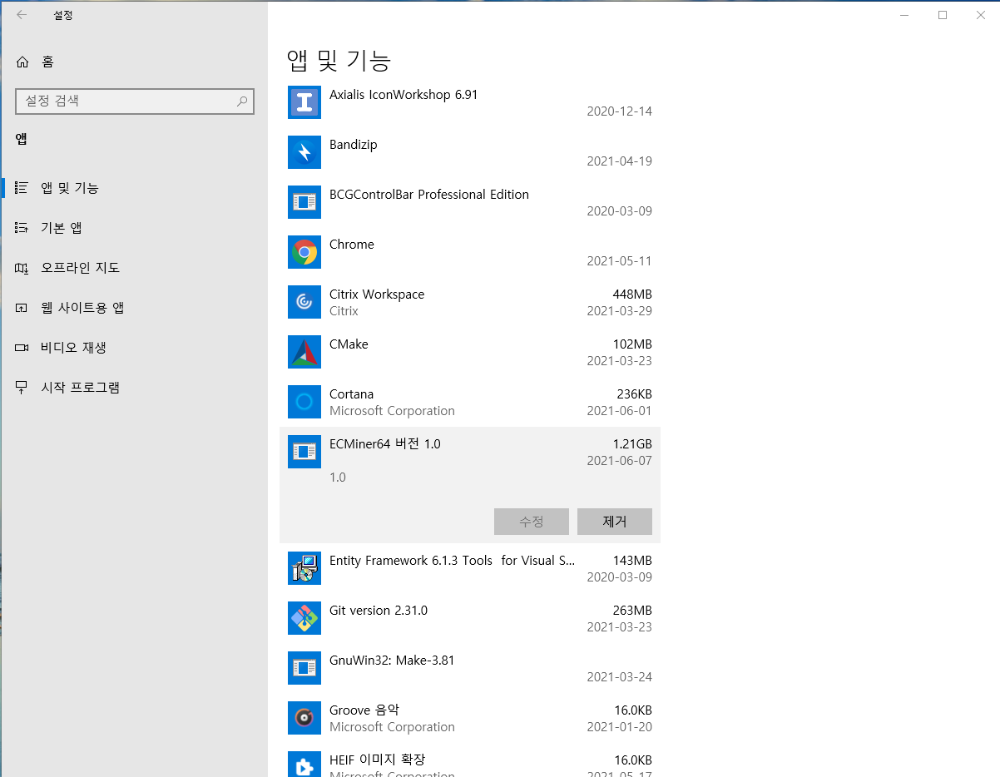 설정
홈
설정 검색
앱
앱 및 기능
기본 앱
오프라인 지도
웹 사이트용 앱
비디오 재생
시작 프로그램
앱 및 기능
Axialis IconWorkshop 6.91
2020-12-14
Bandizip
2021-04-19
BCGControlBar Professional Edition
2020-03-09
Chrome
2021-05-11
Citrix Workspace 448MB
Citrix 2021-03-29
CMake 102MB
2021-03-23
Cortana 236KB
Microsoft Corporation 2021-06-01
ECMiner64 버전 1.0 1.21GB
2021-06-07
1.0
수정 제거
Entity Framework 6.1.3 Tools  for Visual S... 143MB
2020-03-09
Git version 2.31.0 263MB
2021-03-23
GnuWin32: Make-3.81
2021-03-24
Groove 음악 16.0KB
Microsoft Corporation 2021-01-20
HEIF 이미지 확장 16.0KB
Microsoft Corporation 2021-05-17